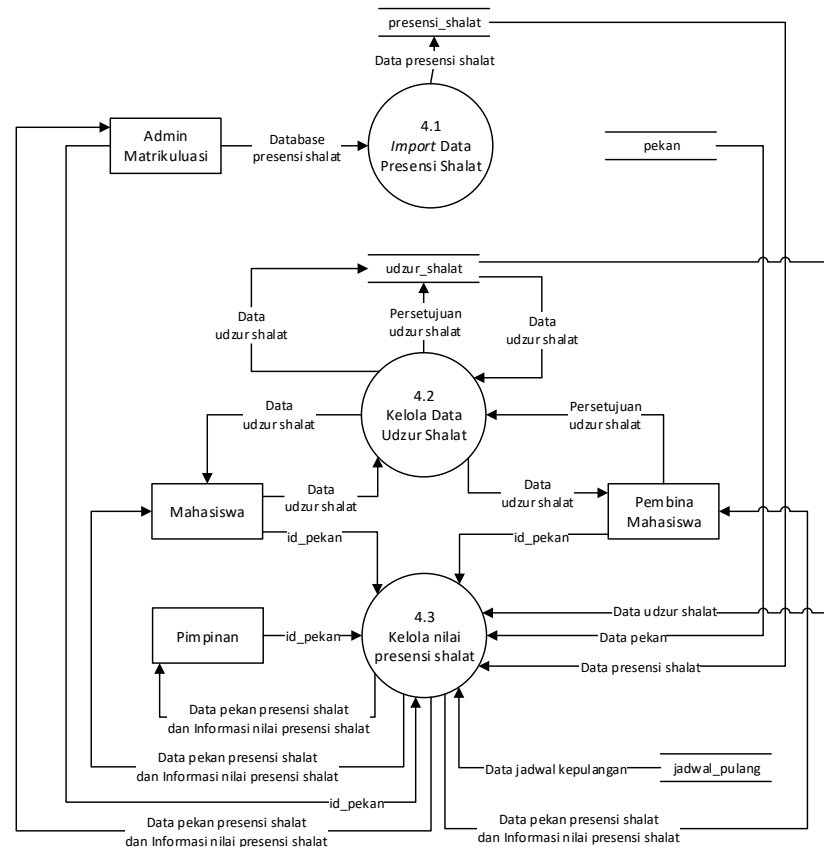 presensi_shalat
Data presensi shalat
4.1
Import Data
Presensi Shalat
Admin
Matrikuluasi
Database
presensi shalat
pekan
udzur_shalat
Data
udzur shalat
Persetujuan
udzur shalat
Data
udzur shalat
4.2
Kelola Data
Udzur Shalat
Data
udzur shalat
Persetujuan
udzur shalat
Mahasiswa
Data
udzur shalat
Data
udzur shalat
Pembina
Mahasiswa
id_pekan
id_pekan
4.3
Kelola nilai
presensi shalat
Pimpinan
id_pekan
Data udzur shalat
Data pekan
Data presensi shalat
Data pekan presensi shalat
dan Informasi nilai presensi shalat
Data pekan presensi shalat
dan Informasi nilai presensi shalat
Data jadwal kepulangan
jadwal_pulang
id_pekan
Data pekan presensi shalat
dan Informasi nilai presensi shalat
Data pekan presensi shalat
dan Informasi nilai presensi shalat